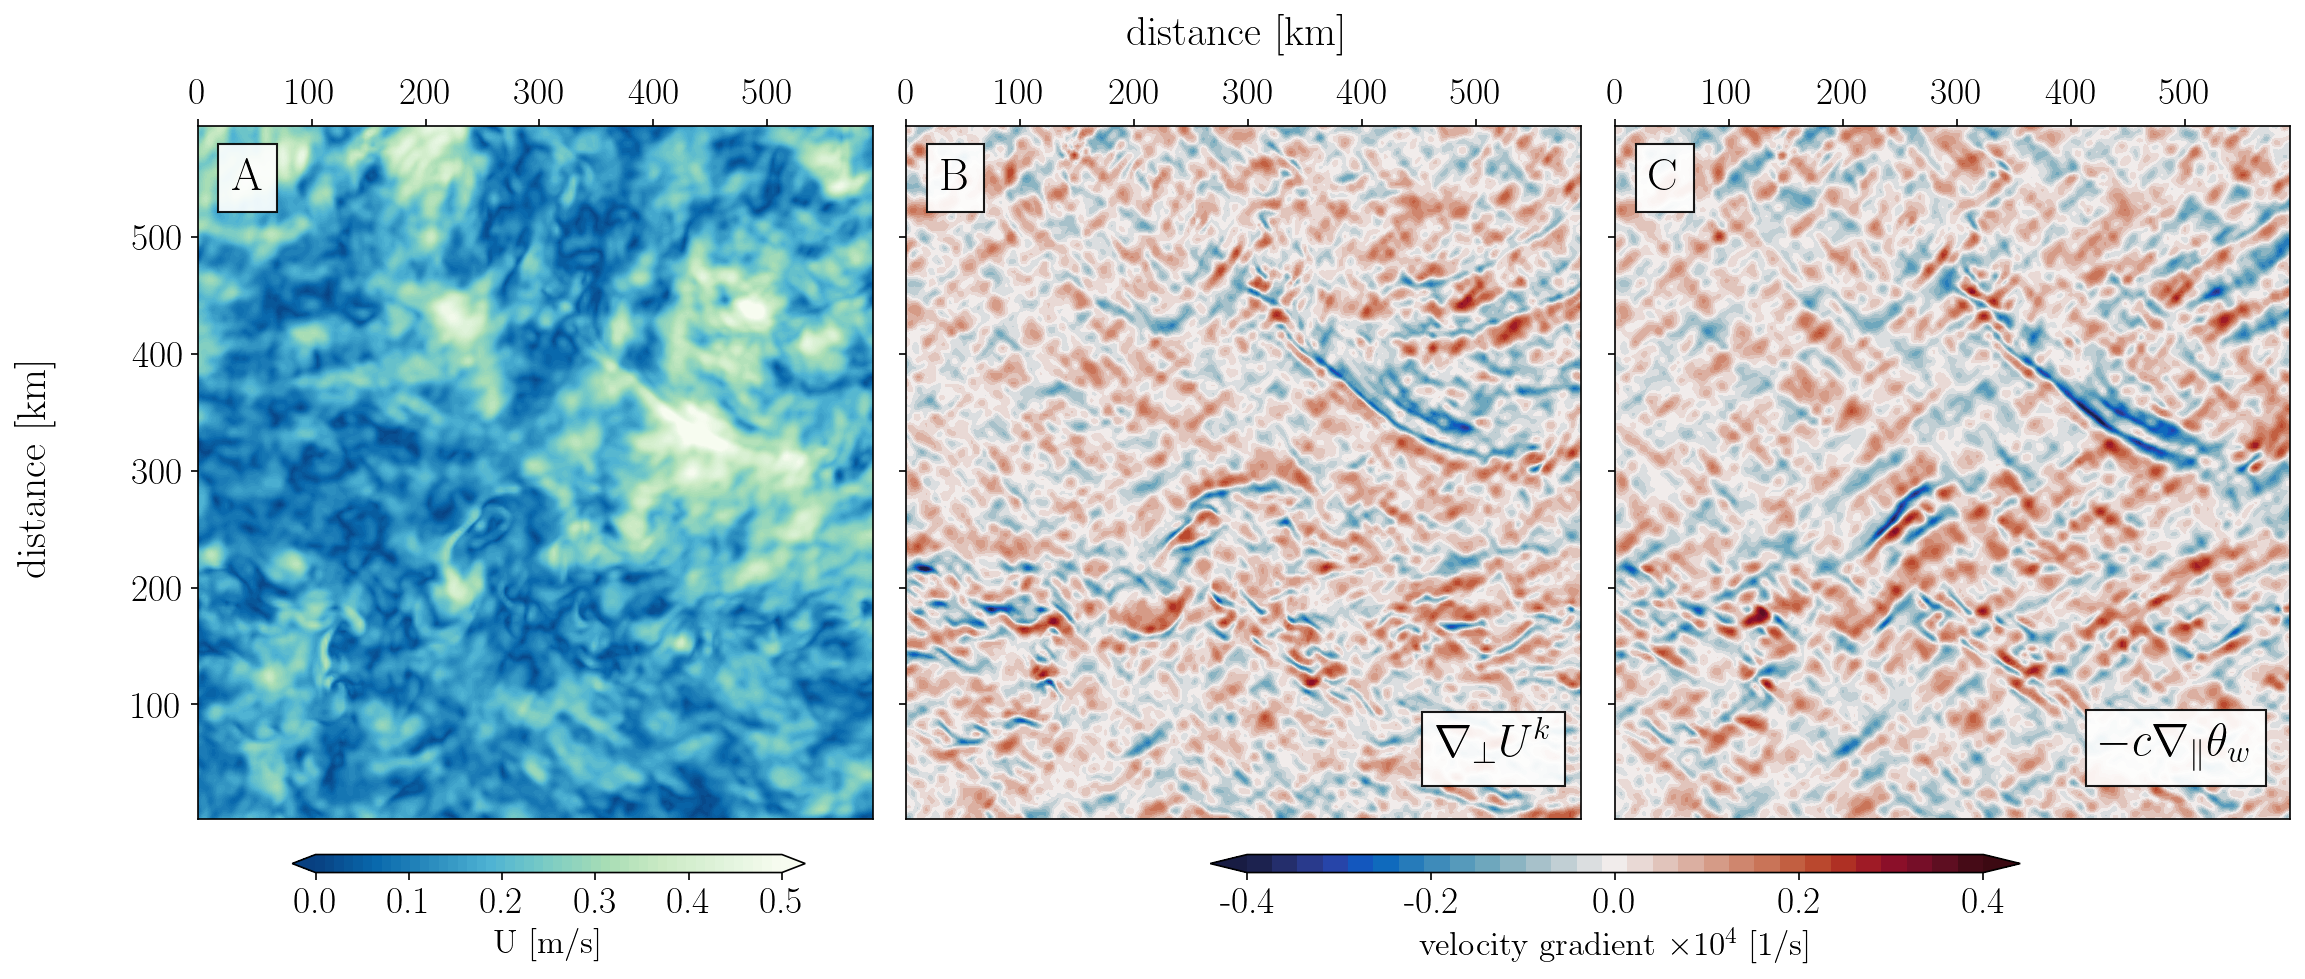 distance [km]
0 100 200 300 400 500
0 100 200 300 400 500
0 100 200 300 400 500
A
B
C
500
400
300
200
100
distance [km]
∇⊥U^k
−c∇∥θ_w
0.0 0.1 0.2 0.3 0.4 0.5
U [m/s]
-0.4 -0.2 0.0 0.2 0.4
velocity gradient ×10^4 [1/s]